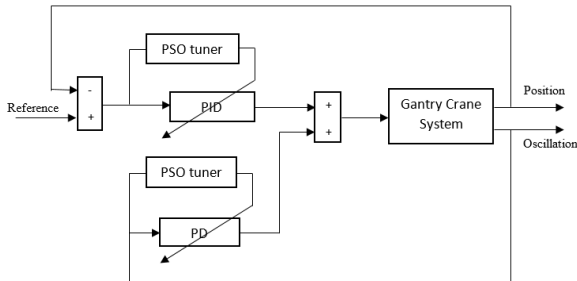 PSO tuner
-
+
Reference
PID
+
+
Gantry Crane
System
Position
Oscillation
PSO tuner
PD